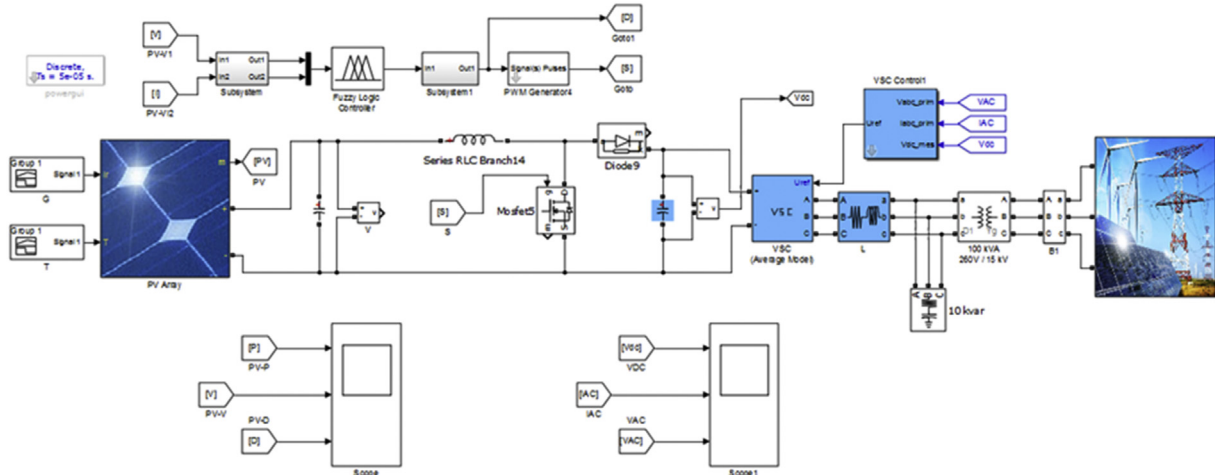 Discrete,
Ts = 5e-05 s.
powergui
[V]
PV-V1
[I]
PV-VI2
In1 Out1
In2 Out2
Subsystem
Fuzzy Logic
Controller
In1 Out1
Subsystem1
Signal(s) Pulses
PWM Generator4
[D]
Goto1
[S]
Goto
Group 1
Signal 1
G
Group 1
Signal 1
T
Ir
T
m
+
-
PV Array
[PV]
PV
+
-
v
V
Series RLC Branch14
[S]
S
g D
m S
Mosfet5
m
Diode9
+
-
v
Vdc
VSC Control1
Vabc_prim
Iabc_prim
Vdc_mes
Uref
VAC
IAC
Vdc
Uref
+
-
VSC
A
B
C
VSC
(Average Model)
A a
B b
C c
L
A B C
10 kvar
a A
b B
c C
D1 Yg
100 kVA
260V / 15 kV
A a
B b
C c
B1
[P]
PV-P
[V]
PV-V
PV-D
[D]
Scope
[Vdc]
VDC
[IAC]
IAC
VAC
[VAC]
Scope1